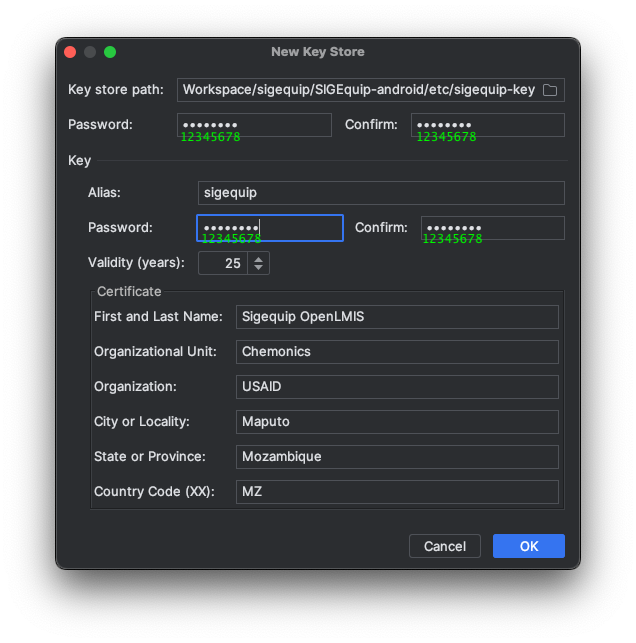 New Key Store
Key store path: Workspace/sigequip/SIGEquip-android/etc/sigequip-key
Password: •••••••• Confirm: ••••••••
12345678 12345678
Key
Alias: sigequip
Password: •••••••• Confirm: ••••••••
12345678 12345678
Validity (years): 25
Certificate
First and Last Name: Sigequip OpenLMIS
Organizational Unit: Chemonics
Organization: USAID
City or Locality: Maputo
State or Province: Mozambique
Country Code (XX): MZ
Cancel OK